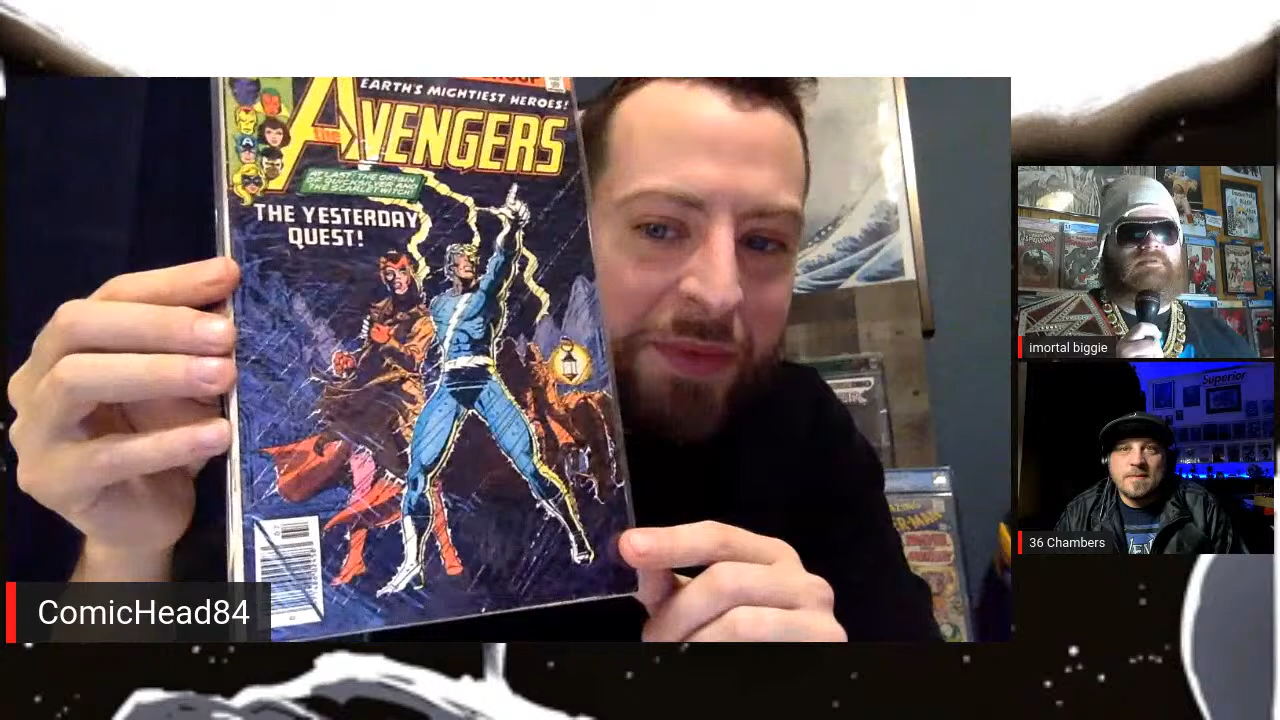 EARTH'S MIGHTIEST HEROES!
the AVENGERS
AT LAST: THE ORIGIN
OF QUICKSILVER AND
THE SCARLET WITCH!
THE YESTERDAY
QUEST!
ComicHead84
imortal biggie
Superior
36 Chambers